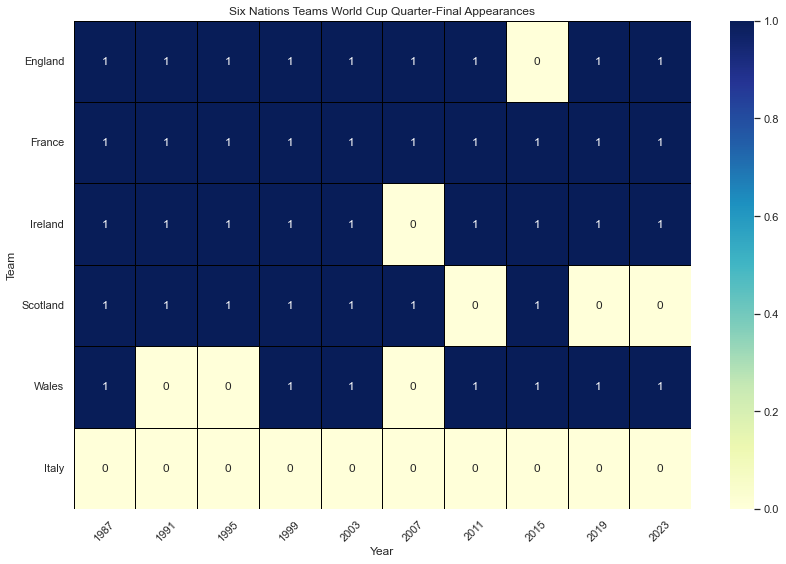 Six Nations Teams World Cup Quarter-Final Appearances
England 1 1 1 1 1 1 1 0 1 1
France 1 1 1 1 1 1 1 1 1 1
Ireland 1 1 1 1 1 0 1 1 1 1
Scotland 1 1 1 1 1 1 0 1 0 0
Wales 1 0 0 1 1 0 1 1 1 1
Italy 0 0 0 0 0 0 0 0 0 0
Team
1987 1991 1995 1999 2003 2007 2011 2015 2019 2023
Year
1.0
0.8
0.6
0.4
0.2
0.0